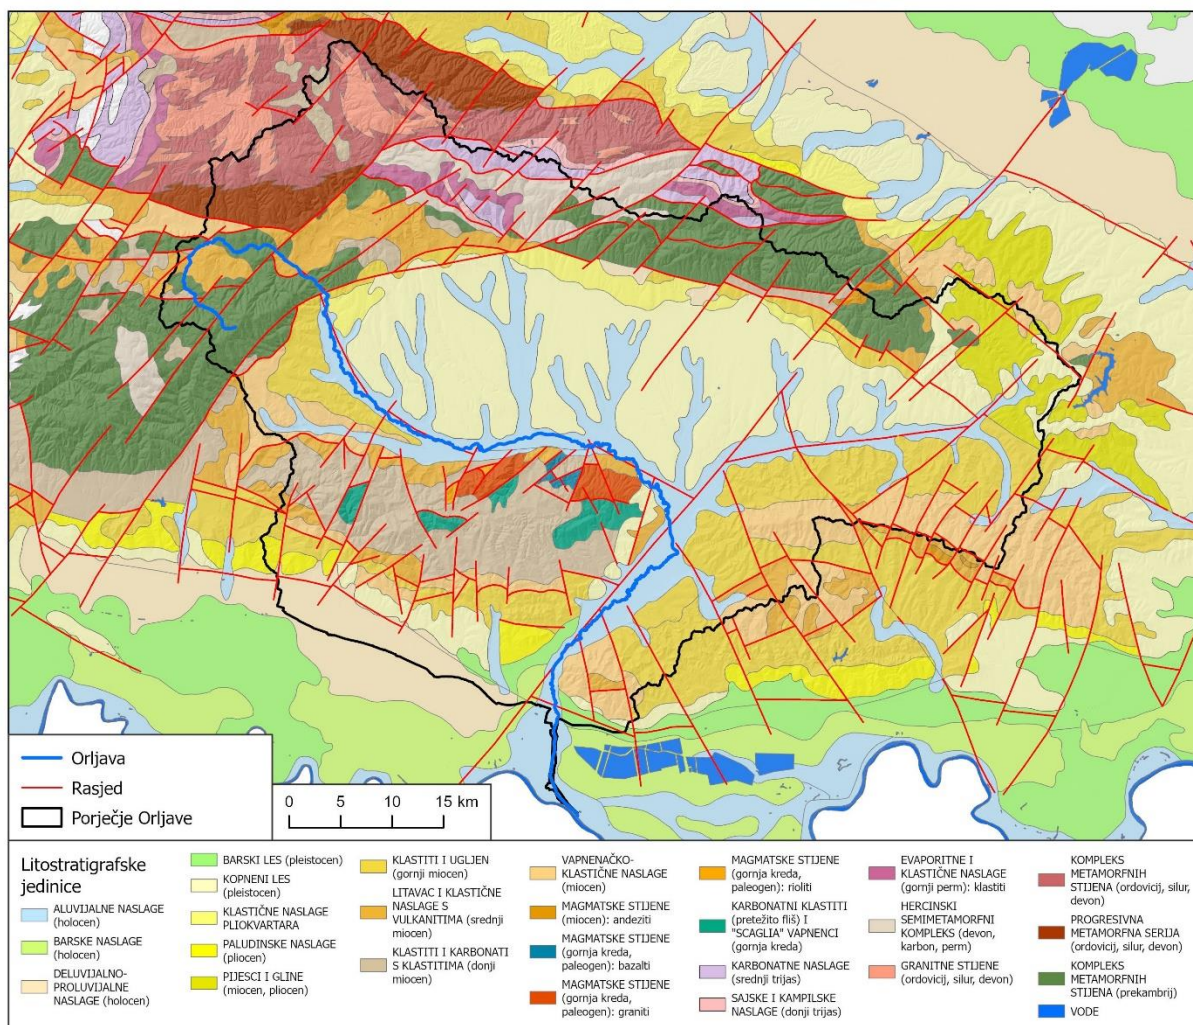 Orljava
Rasjed
Porječje Orljave
0 5 10 15 km
Litostratigrafske
jedinice
ALUVIJALNE NASLAGE
(holocen)
BARSKE NASLAGE
(holocen)
DELUVIJALNO-
PROLUVIJALNE
NASLAGE (holocen)
BARSKI LES (pleistocen)
KOPNENI LES
(pleistocen)
KLASTIČNE NASLAGE
PLIOKVARTARA
PALUDINSKE NASLAGE
(pliocen)
PIJESCI I GLINE
(miocen, pliocen)
KLASTITI I UGLJEN
(gornji miocen)
LITAVAC I KLASTIČNE
NASLAGE S
VULKANITIMA (srednji
miocen)
KLASTITI I KARBONATI
S KLASTITIMA (donji
miocen)
VAPNENAČKO-
KLASTIČNE NASLAGE
(miocen)
MAGMATSKE STIJENE
(miocen): andeziti
MAGMATSKE STIJENE
(gornja kreda,
paleogen): bazalti
MAGMATSKE STIJENE
(gornja kreda,
paleogen): graniti
MAGMATSKE STIJENE
(gornja kreda,
paleogen): rioliti
KARBONATNI KLASTITI
(pretežito fliš) I
"SCAGLIA" VAPNENCI
(gornja kreda)
KARBONATNE NASLAGE
(srednji trijas)
SAJSKE I KAMPILSKE
NASLAGE (donji trijas)
EVAPORITNE I
KLASTIČNE NASLAGE
(gornji perm): klastiti
HERCINSKI
SEMIMETAMORFNI
KOMPLEKS (devon,
karbon, perm)
GRANITNE STIJENE
(ordovicij, silur, devon)
KOMPLEKS
METAMORFNIH
STIJENA (ordovicij, silur,
devon)
PROGRESIVNA
METAMORFNA SERIJA
(ordovicij, silur, devon)
KOMPLEKS
METAMORFNIH
STIJENA (prekambrij)
VODE